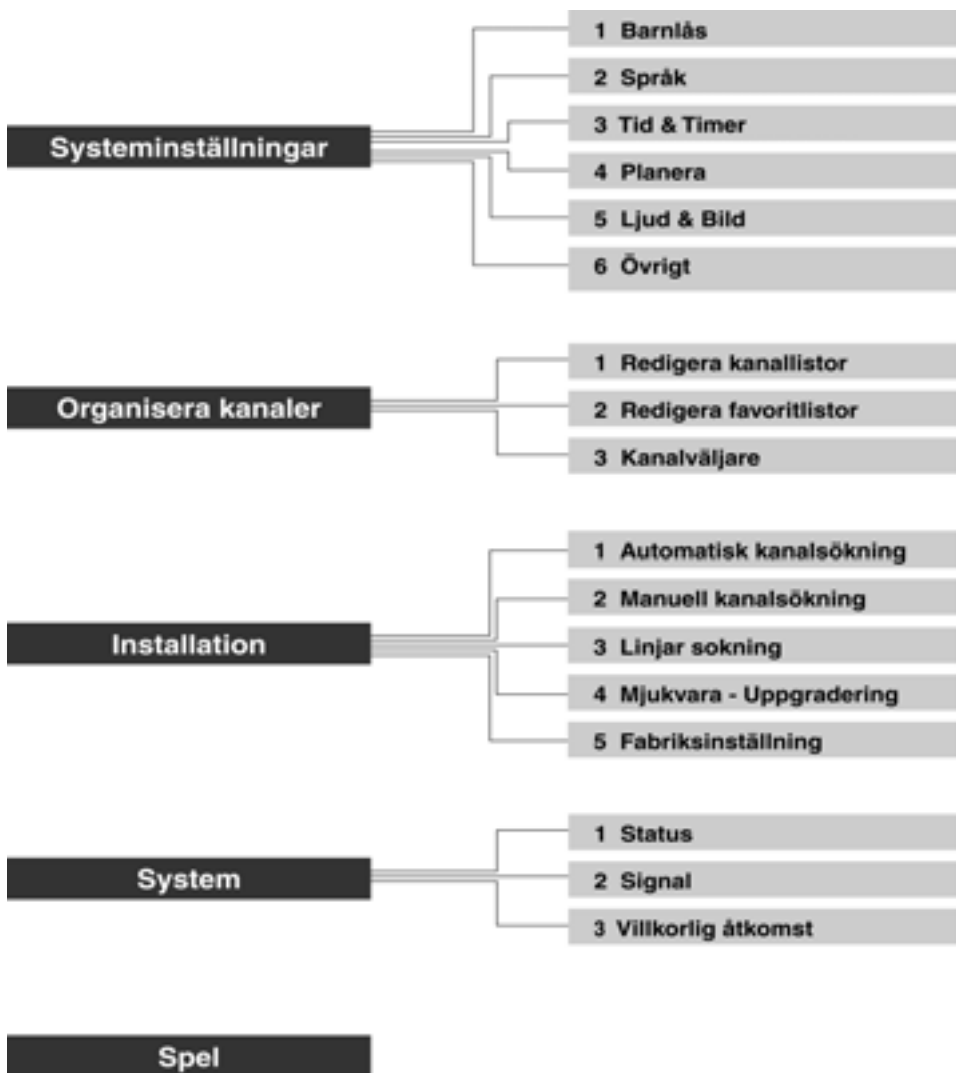 Systeminställningar
1 Barnlås
2 Språk
3 Tid & Timer
4 Planera
5 Ljud & Bild
6 Övrigt
Organisera kanaler
1 Redigera kanallistor
2 Redigera favoritlistor
3 Kanalväljare
Installation
1 Automatisk kanalsökning
2 Manuell kanalsökning
3 Linjar sokning
4 Mjukvara - Uppgradering
5 Fabriksinställning
System
1 Status
2 Signal
3 Villkorlig åtkomst
Spel